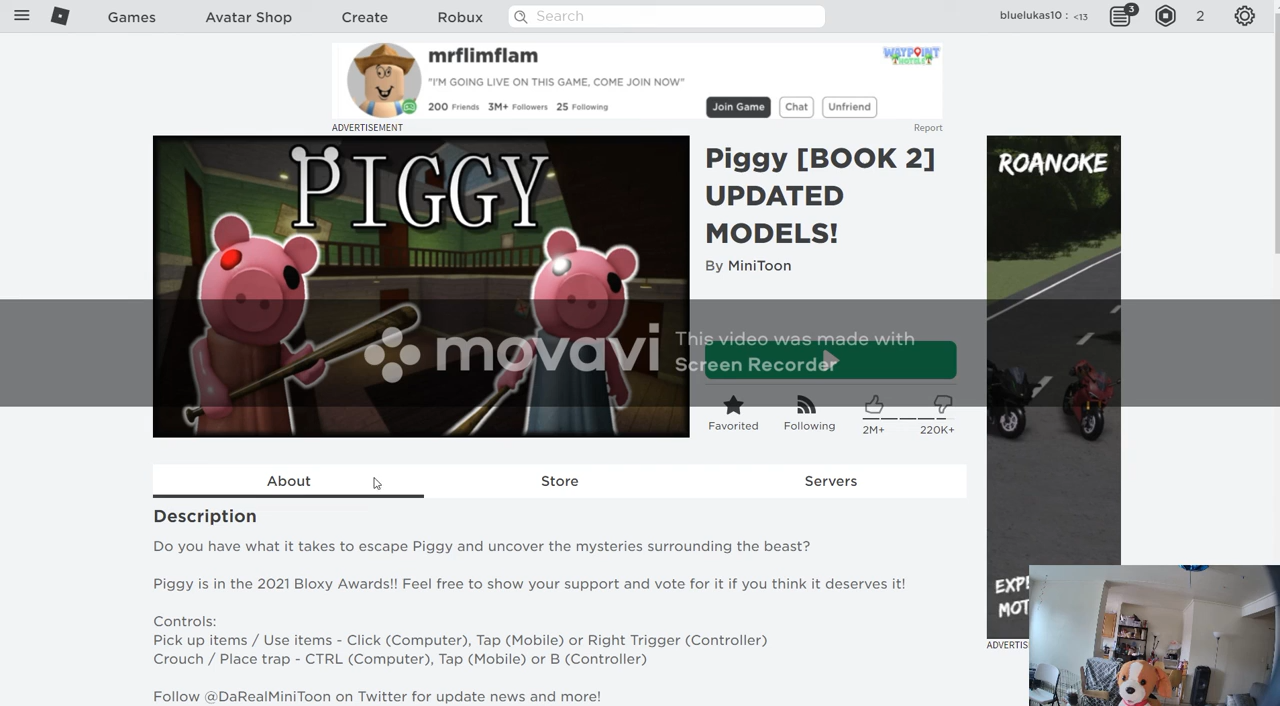 Games
Avatar Shop
Create
Robux
Search
bluelukas10 : <13
3
2
mrflimflam
"I'M GOING LIVE ON THIS GAME, COME JOIN NOW"
200 Friends 3M+ Followers 25 Following
WAYPOINT
HOTELS
Join Game
Chat
Unfriend
ADVERTISEMENT
Report
PIGGY
Piggy [BOOK 2]
UPDATED
MODELS!
By MiniToon
ROANOKE
movavi
This video was made with
Screen Recorder
Favorited
Following
2M+
220K+
About
Store
Servers
Description
Do you have what it takes to escape Piggy and uncover the mysteries surrounding the beast?
Piggy is in the 2021 Bloxy Awards!! Feel free to show your support and vote for it if you think it deserves it!
Controls:
Pick up items / Use items - Click (Computer), Tap (Mobile) or Right Trigger (Controller)
Crouch / Place trap - CTRL (Computer), Tap (Mobile) or B (Controller)
Follow @DaRealMiniToon on Twitter for update news and more!